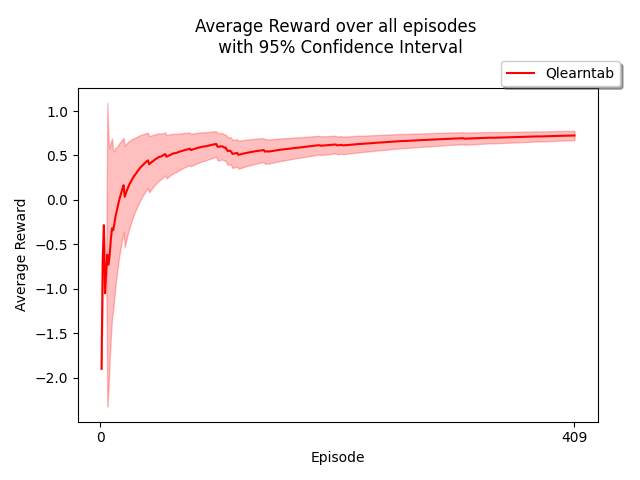 Average Reward over all episodes
with 95% Confidence Interval
Qlearntab
1.0
0.5
0.0
−0.5
−1.0
−1.5
−2.0
Average Reward
0
409
Episode